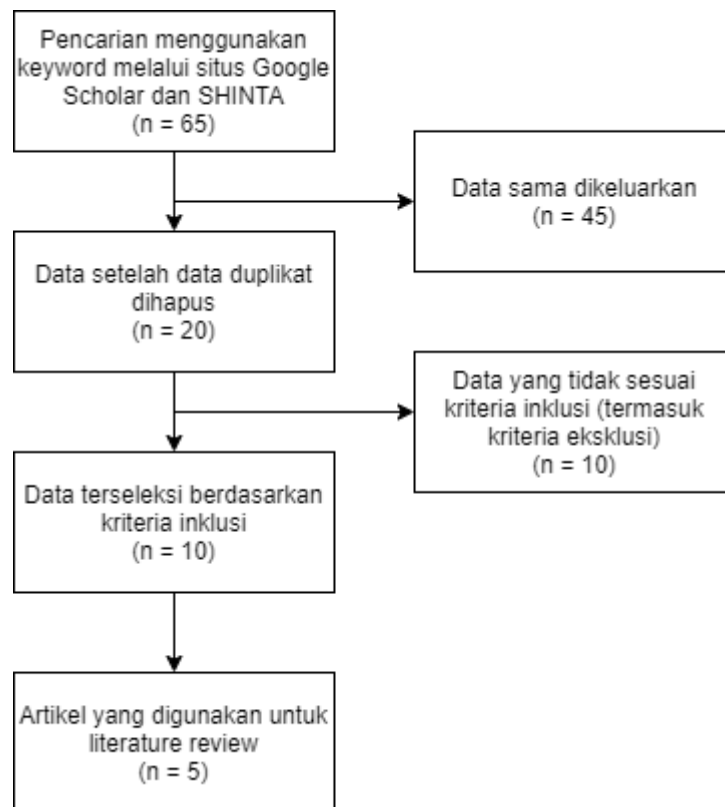 Pencarian menggunakan
keyword melalui situs Google
Scholar dan SHINTA
(n = 65)
Data sama dikeluarkan
(n = 45)
Data setelah data duplikat
dihapus
(n = 20)
Data yang tidak sesuai
kriteria inklusi (termasuk
kriteria eksklusi)
(n = 10)
Data terseleksi berdasarkan
kriteria inklusi
(n = 10)
Artikel yang digunakan untuk
literature review
(n = 5)